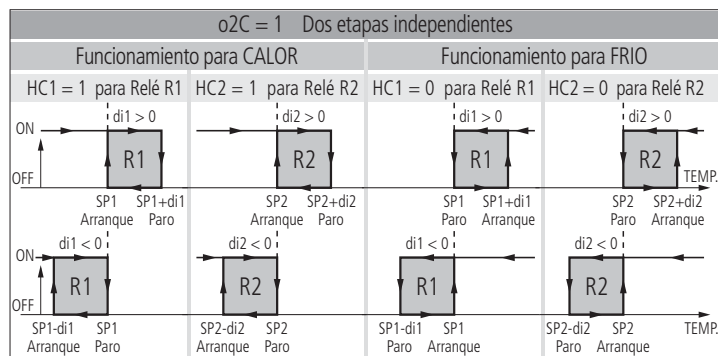 o2C = 1 Dos etapas independientes
Funcionamiento para CALOR Funcionamiento para FRIO
HC1 = 1 para Relé R1 HC2 = 1 para Relé R2 HC1 = 0 para Relé R1 HC2 = 0 para Relé R2
di1 > 0 di2 > 0 di1 > 0 di2 > 0
ON
R1 R2 R1 R2
OFF TEMP.
SP1 SP1+di1 SP2 SP2+di2 SP1 SP1+di1 SP2 SP2+di2
Arranque Paro Arranque Paro Paro Arranque Paro Arranque
di1 < 0 di2 < 0 di1 < 0 di2 < 0
ON
R1 R2 R1 R2
OFF TEMP.
SP1-di1 SP1 SP2-di2 SP2 SP1-di1 SP1 SP2-di2 SP2
Arranque Paro Arranque Paro Paro Arranque Paro Arranque